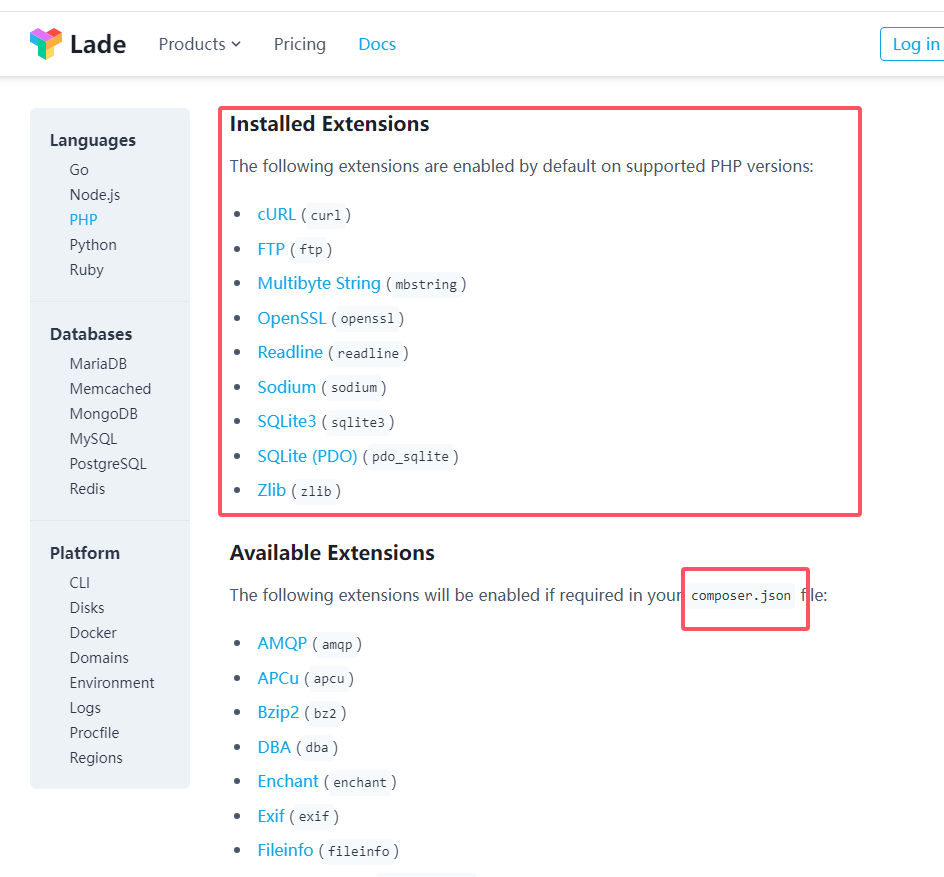 Lade
Products
Pricing
Docs
Log in
Languages
Go
Node.js
PHP
Python
Ruby
Databases
MariaDB
Memcached
MongoDB
MySQL
PostgreSQL
Redis
Platform
CLI
Disks
Docker
Domains
Environment
Logs
Procfile
Regions
Installed Extensions
The following extensions are enabled by default on supported PHP versions:
cURL ( curl )
FTP ( ftp )
Multibyte String ( mbstring )
OpenSSL ( openssl )
Readline ( readline )
Sodium ( sodium )
SQLite3 ( sqlite3 )
SQLite (PDO) ( pdo_sqlite )
Zlib ( zlib )
Available Extensions
The following extensions will be enabled if required in your composer.json file:
AMQP ( amqp )
APCu ( apcu )
Bzip2 ( bz2 )
DBA ( dba )
Enchant ( enchant )
Exif ( exif )
Fileinfo ( fileinfo )